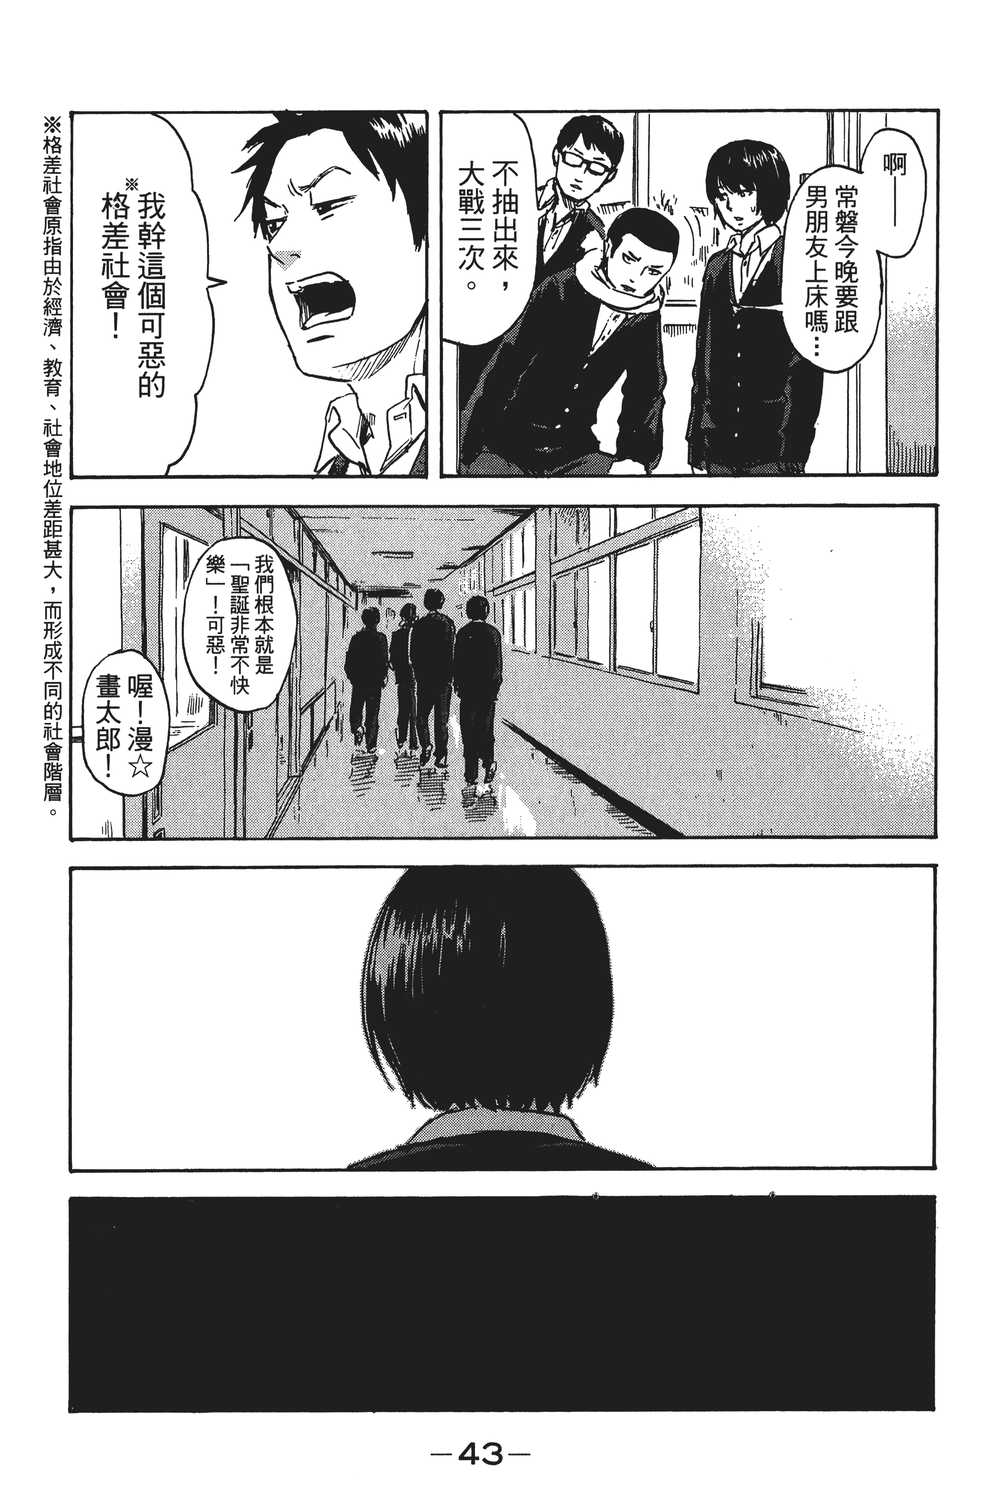 啊——
常磐今晚要跟
男朋友上床嗎…
不抽出來，
大戰三次。
※
我幹這個可惡的
格差社會！
※格差社會原指由於經濟、教育、社會地位差距甚大，而形成不同的社會階層。
我們根本就是
「聖誕非常不快
樂」！可惡！
喔！漫☆
畫太郎！
—43—